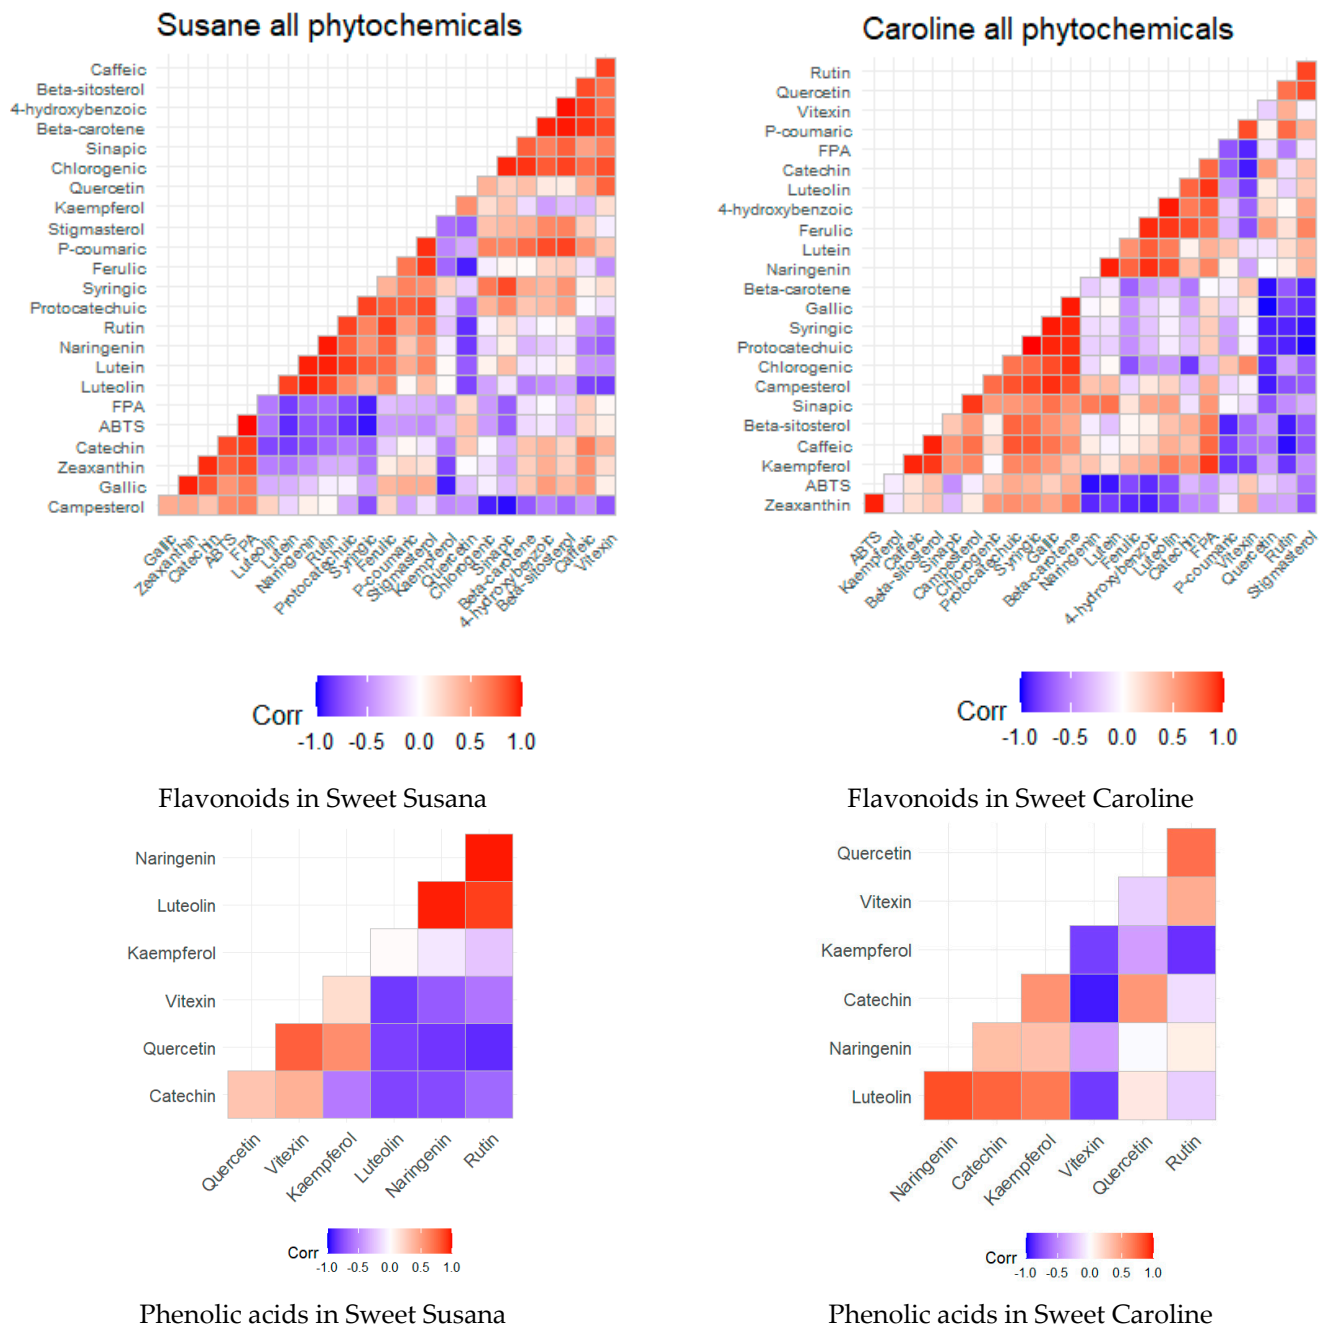 Susane all phytochemicals
Caffeic
Beta-sitosterol
4-hydroxybenzoic
Beta-carotene
Sinapic
Chlorogenic
Quercetin
Kaempferol
Stigmasterol
P-coumaric
Ferulic
Syringic
Protocatechuic
Rutin
Naringenin
Lutein
Luteolin
FPA
ABTS
Catechin
Zeaxanthin
Gallic
Campesterol
Gallic
Zeaxanthin
Catechin
ABTS
FPA
Luteolin
Lutein
Naringenin
Rutin
Protocatechuic
Syringic
Ferulic
P-coumaric
Stigmasterol
Kaempferol
Quercetin
Chlorogenic
Sinapic
Beta-carotene
4-hydroxybenzoic
Beta-sitosterol
Caffeic
Vitexin
Corr
-1.0 -0.5 0.0 0.5 1.0
Caroline all phytochemicals
Rutin
Quercetin
Vitexin
P-coumaric
FPA
Catechin
Luteolin
4-hydroxybenzoic
Ferulic
Lutein
Naringenin
Beta-carotene
Gallic
Syringic
Protocatechuic
Chlorogenic
Campesterol
Sinapic
Beta-sitosterol
Caffeic
Kaempferol
ABTS
Zeaxanthin
ABTS
Kaempferol
Caffeic
Beta-sitosterol
Sinapic
Campesterol
Chlorogenic
Protocatechuic
Syringic
Gallic
Beta-carotene
Naringenin
Lutein
Ferulic
4-hydroxybenzoic
Luteolin
Catechin
FPA
P-coumaric
Vitexin
Quercetin
Rutin
Stigmasterol
Corr
-1.0 -0.5 0.0 0.5 1.0
Flavonoids in Sweet Susana
Naringenin
Luteolin
Kaempferol
Vitexin
Quercetin
Catechin
Quercetin
Vitexin
Kaempferol
Luteolin
Naringenin
Rutin
Corr
-1.0 -0.5 0.0 0.5 1.0
Flavonoids in Sweet Caroline
Quercetin
Vitexin
Kaempferol
Catechin
Naringenin
Luteolin
Naringenin
Catechin
Kaempferol
Vitexin
Quercetin
Rutin
Corr
-1.0 -0.5 0.0 0.5 1.0
Phenolic acids in Sweet Susana
Phenolic acids in Sweet Caroline